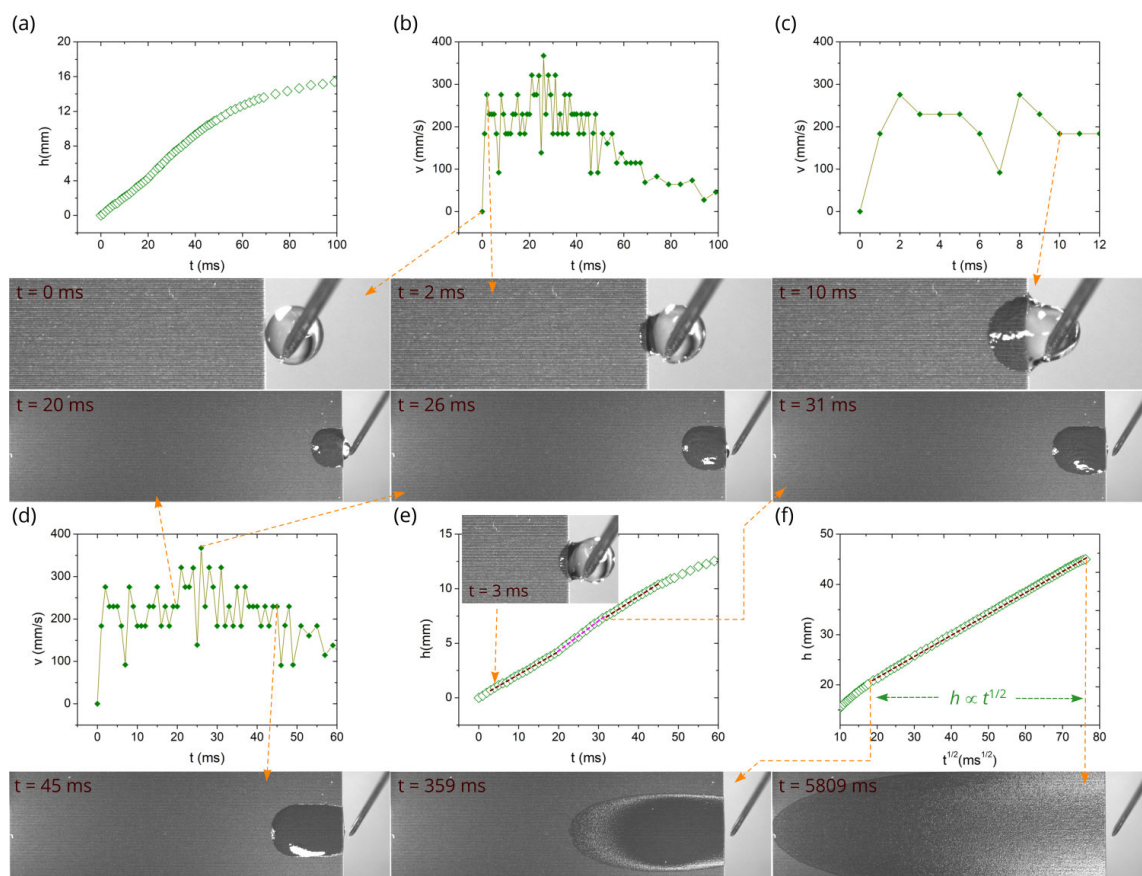 (a)
20
16
12
8
4
0
h(mm)
0 20 40 60 80 100
t (ms)
(b)
400
300
200
100
0
v (mm/s)
0 20 40 60 80 100
t (ms)
(c)
400
300
200
100
0
v (mm/s)
0 2 4 6 8 10 12
t (ms)
t = 0 ms
t = 2 ms
t = 10 ms
t = 20 ms
t = 26 ms
t = 31 ms
(d)
400
300
200
100
0
v (mm/s)
0 10 20 30 40 50 60
t (ms)
(e)
15
10
5
0
h(mm)
t = 3 ms
0 10 20 30 40 50 60
t (ms)
(f)
50
40
30
20
h (mm)
h ∝ t^1/2
10 20 30 40 50 60 70 80
t^1/2(ms^1/2)
t = 45 ms
t = 359 ms
t = 5809 ms